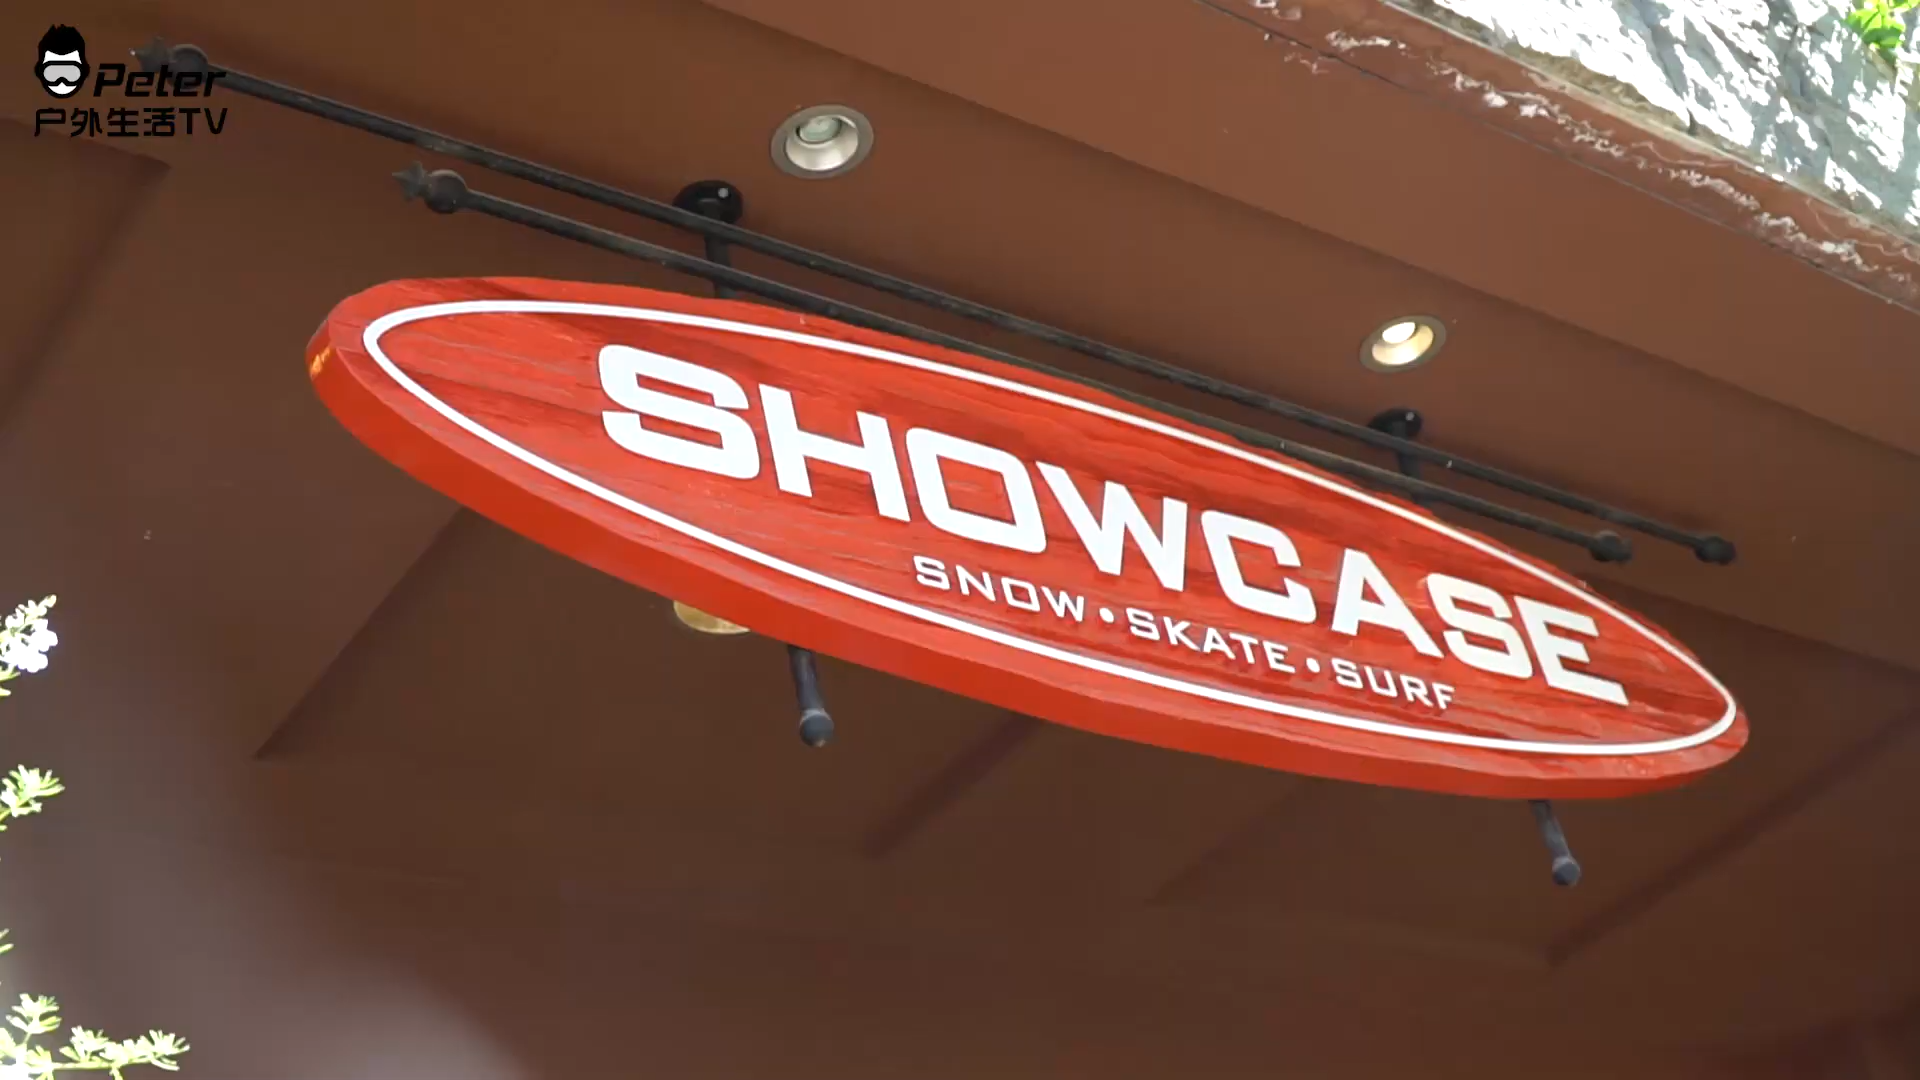 Peter
户外生活TV
SHOWCASE
SNOW•SKATE•SURF